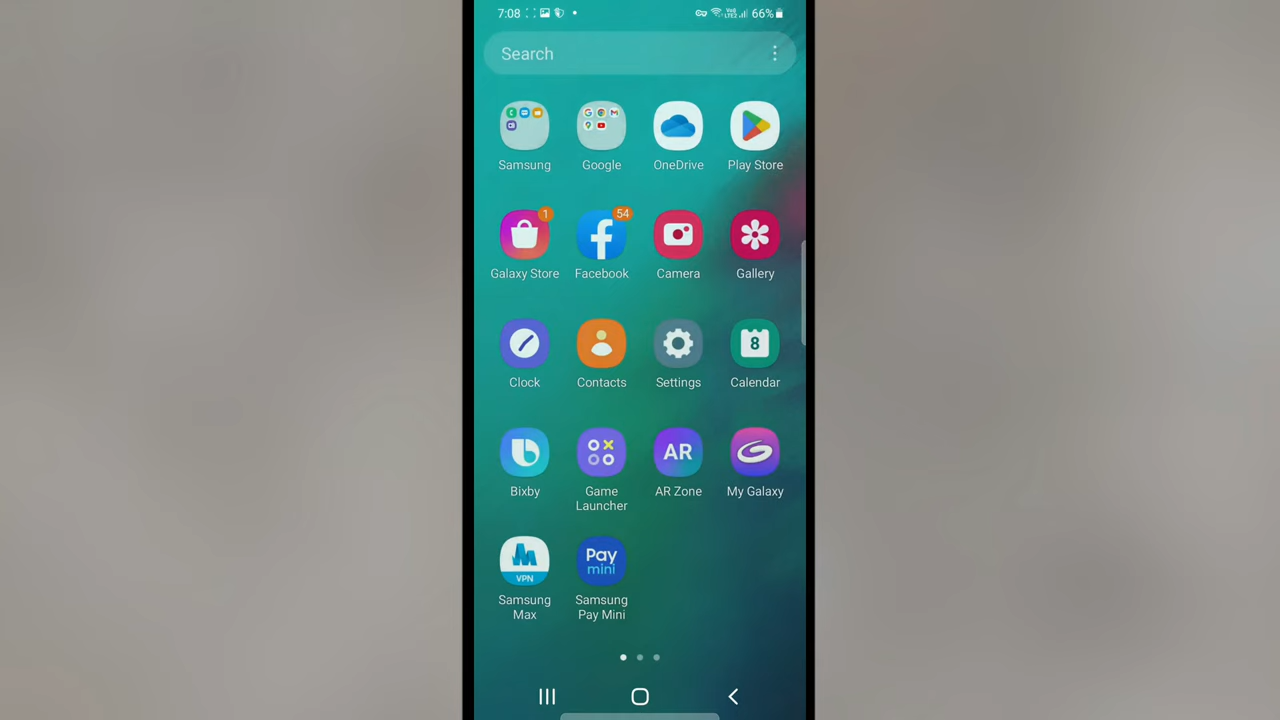 7:08 66%
Search
Samsung Google OneDrive Play Store
1 54
Galaxy Store Facebook Camera Gallery
8
Clock Contacts Settings Calendar
AR
Bixby Game Launcher AR Zone My Galaxy
VPN Pay mini
Samsung Max Samsung Pay Mini